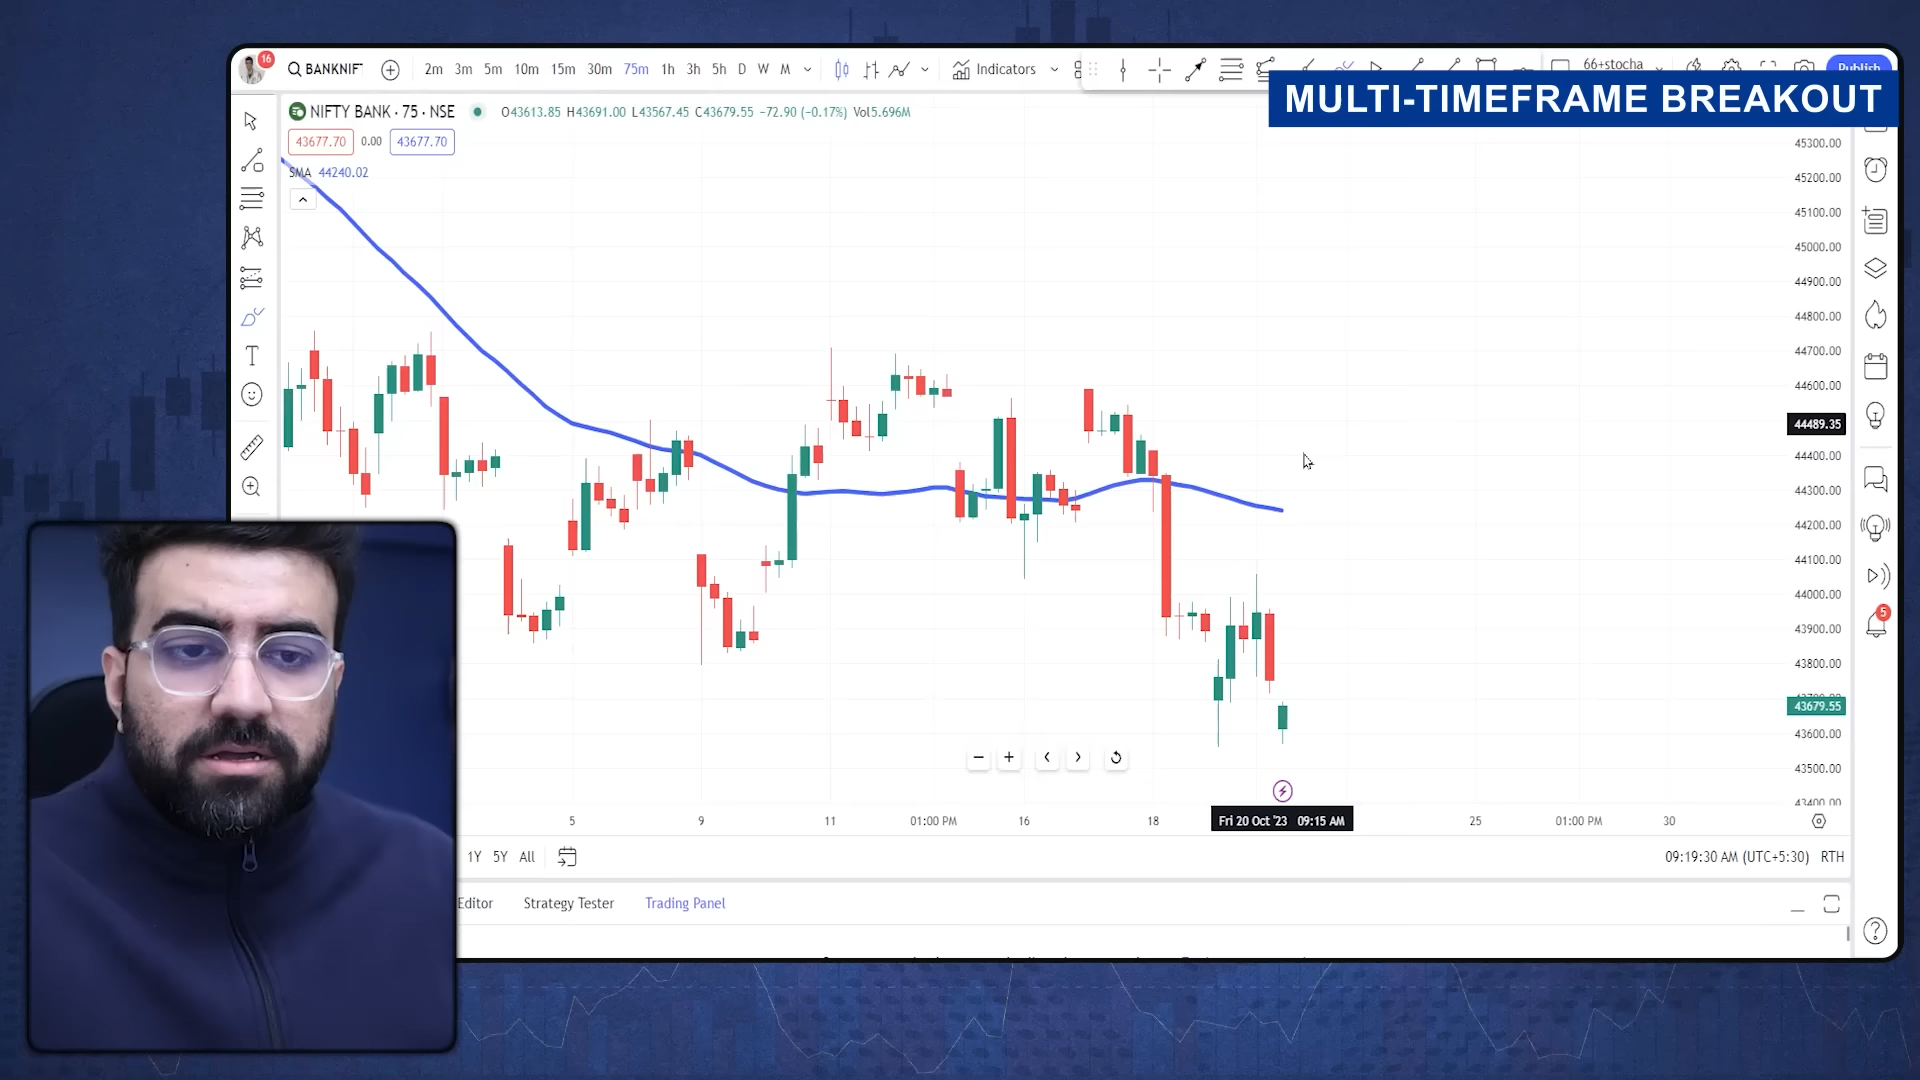 16
BANKNIF
2m 3m 5m 10m 15m 30m 75m 1h 3h 5h D W M
Indicators
66+stocha
Publish
MULTI-TIMEFRAME BREAKOUT
NIFTY BANK · 75 · NSE
O43613.85 H43691.00 L43567.45 C43679.55 −72.90 (−0.17%) Vol5.696M
43677.70 0.00 43677.70
SMA 44240.02
45300.00
45200.00
45100.00
45000.00
44900.00
44800.00
44700.00
44600.00
44489.35
44400.00
44300.00
44200.00
44100.00
44000.00
43900.00
43800.00
43679.55
43600.00
43500.00
43400.00
5
5 9 11 01:00 PM 16 18 Fri 20 Oct '23 09:15 AM 25 01:00 PM 30
1Y 5Y All
09:19:30 AM (UTC+5:30) RTH
Editor Strategy Tester Trading Panel